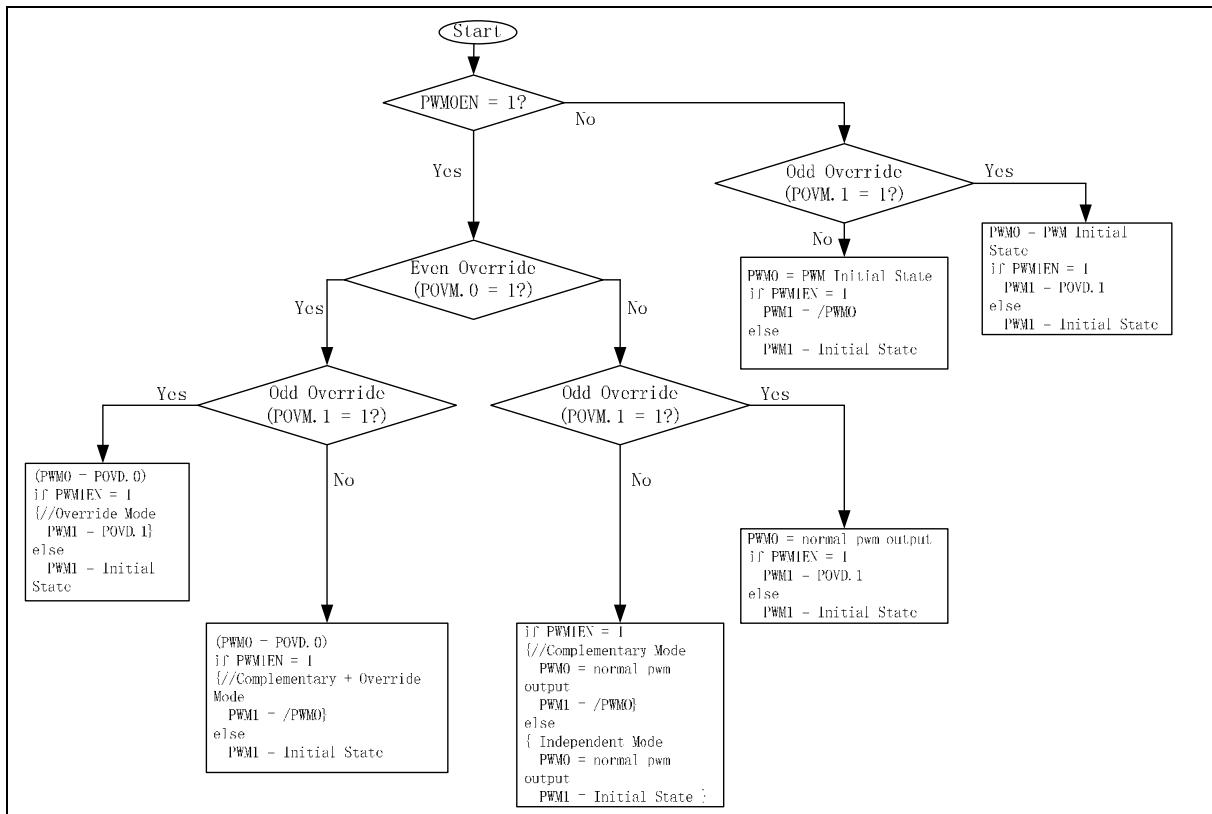 Start
PWM0EN = 1?
No
Yes
Odd Override
(POVM.1 = 1?)
Yes
No
PWM0 = PWM Initial
State
if PWM1EN = 1
PWM1 = POVD.1
else
PWM1 = Initial State
PWM0 = PWM Initial State
if PWM1EN = 1
PWM1 = /PWM0
else
PWM1 = Initial State
Even Override
(POVM.0 = 1?)
Yes
No
Odd Override
(POVM.1 = 1?)
Yes
No
Odd Override
(POVM.1 = 1?)
Yes
No
(PWM0 = POVD.0)
if PWM1EN = 1
{//Override Mode
PWM1 = POVD.1}
else
PWM1 = Initial
State
PWM0 = normal pwm output
if PWM1EN = 1
PWM1 = POVD.1
else
PWM1 = Initial State
(PWM0 = POVD.0)
if PWM1EN = 1
{//Complementary + Override
Mode
PWM1 = /PWM0}
else
PWM1 = Initial State
if PWM1EN = 1
{//Complementary Mode
PWM0 = normal pwm
output
PWM1 = /PWM0}
else
{ Independent Mode
PWM0 = normal pwm
output
PWM1 = Initial State }